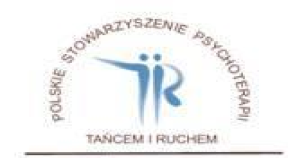 POLSKIE STOWARZYSZENIE PSYCHOTERAPII
TAŃCEM I RUCHEM